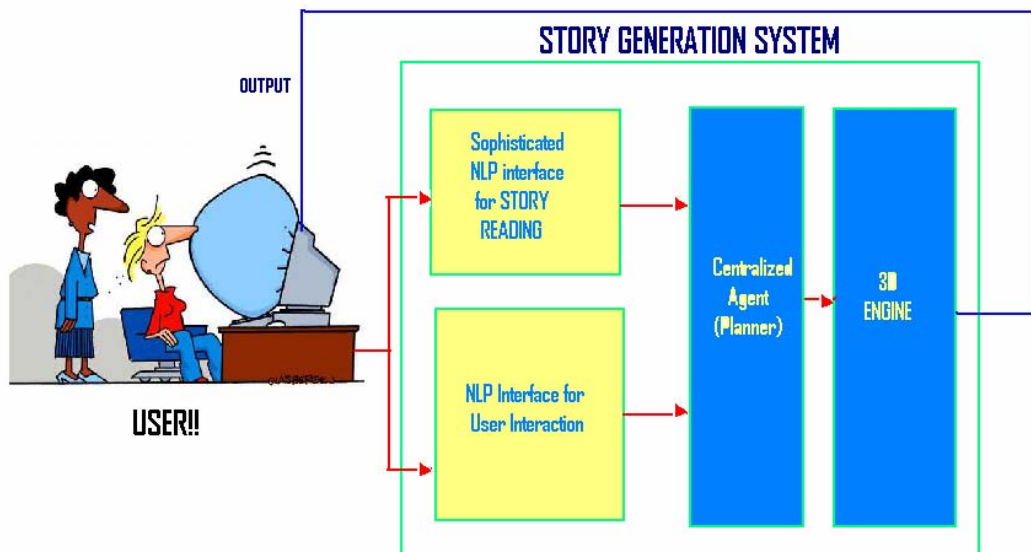 STORY GENERATION SYSTEM
OUTPUT
Sophisticated
NLP interface
for STORY
READING
Centralized
Agent
(Planner)
3D
ENGINE
NLP Interface for
User Interaction
USER!!